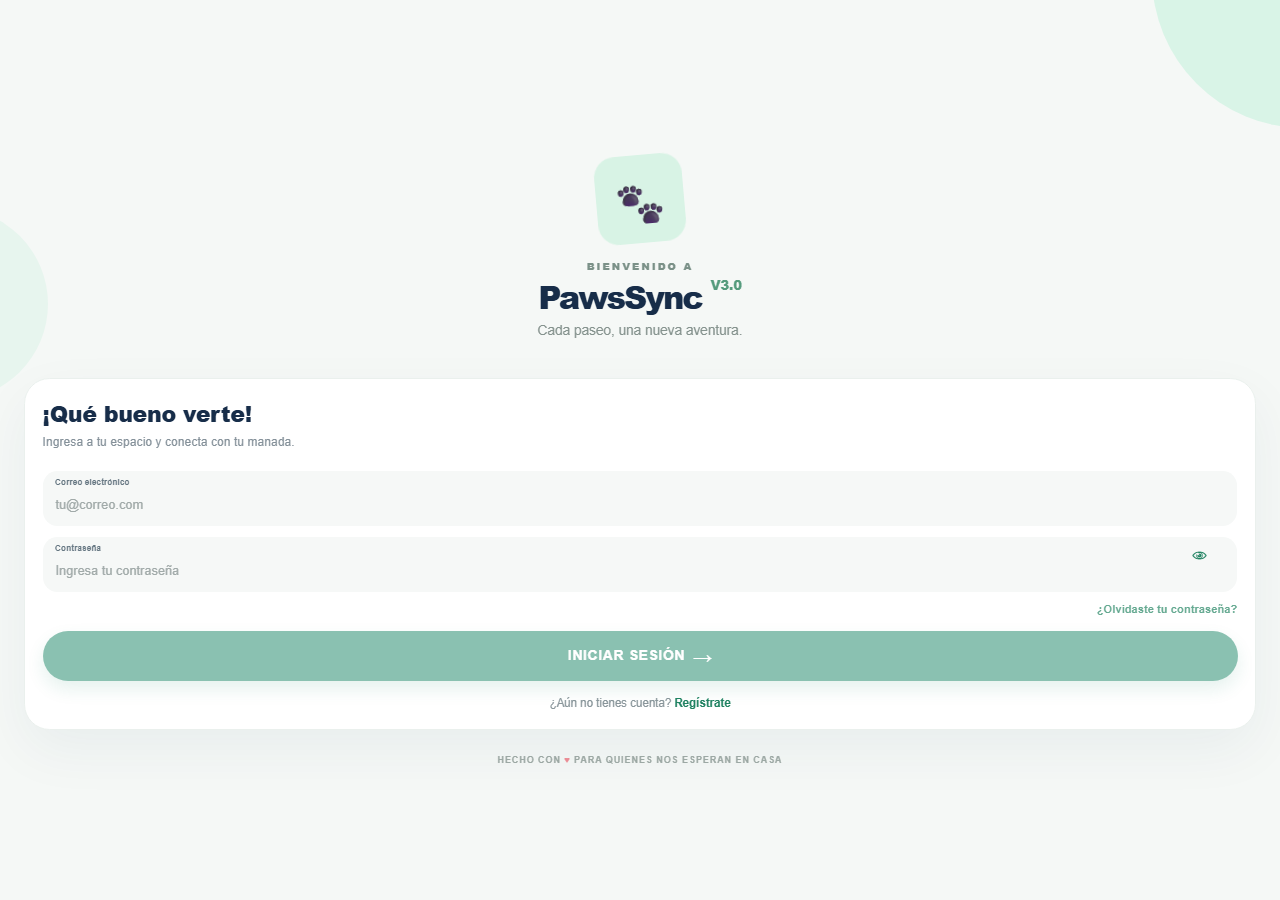 BIENVENIDO A
PawsSync V3.0
Cada paseo, una nueva aventura.
¡Qué bueno verte!
Ingresa a tu espacio y conecta con tu manada.
Correo electrónico
tu@correo.com
Contraseña
Ingresa tu contraseña
¿Olvidaste tu contraseña?
INICIAR SESIÓN →
¿Aún no tienes cuenta? Regístrate
HECHO CON ♥ PARA QUIENES NOS ESPERAN EN CASA